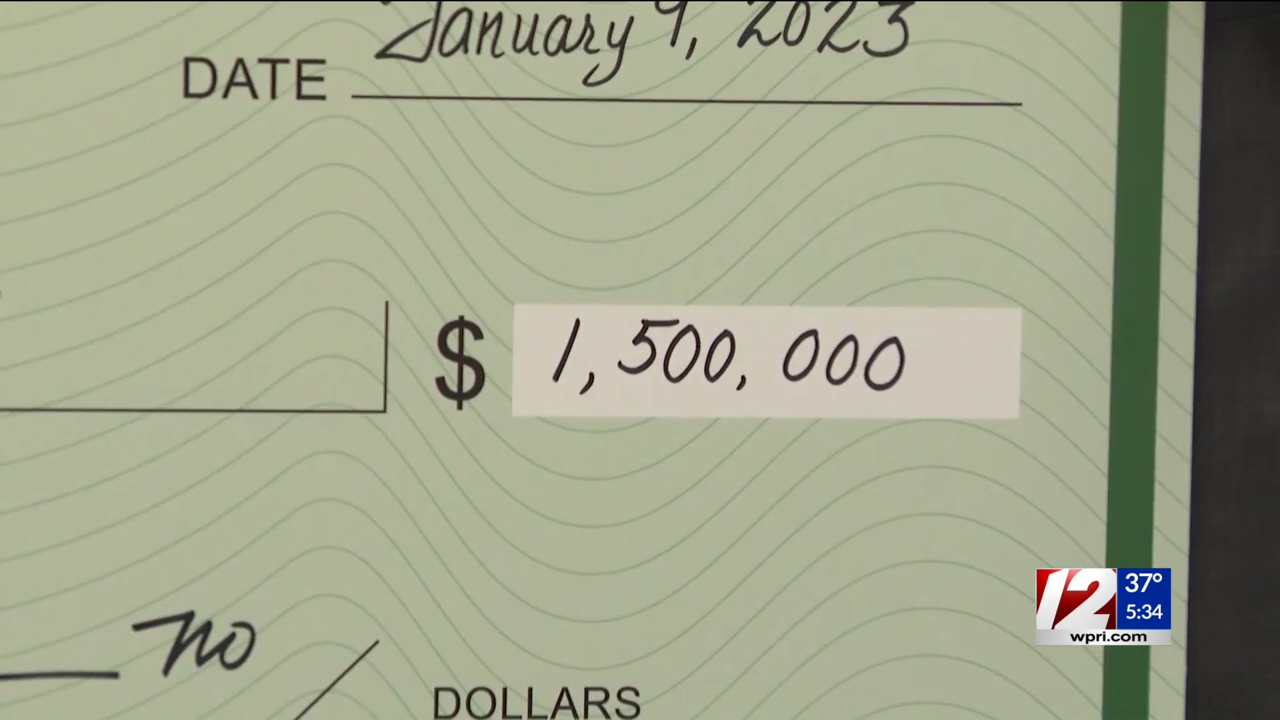 January 9, 2023
DATE
$ 1,500,000
12 37°
5:34
wpri.com
no
DOLLARS